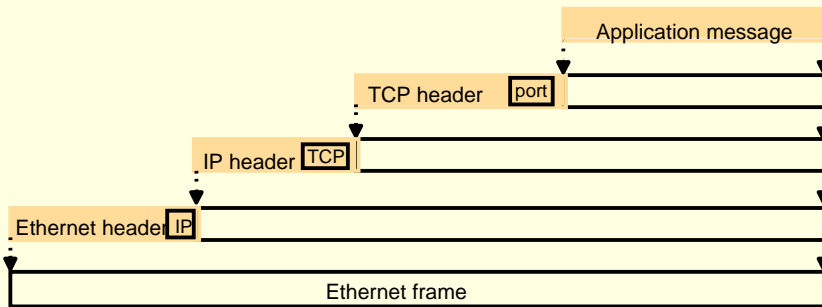 Application message
TCP header port
IP header TCP
Ethernet header IP
Ethernet frame